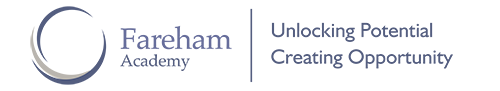 Fareham
Academy
Unlocking Potential
Creating Opportunity